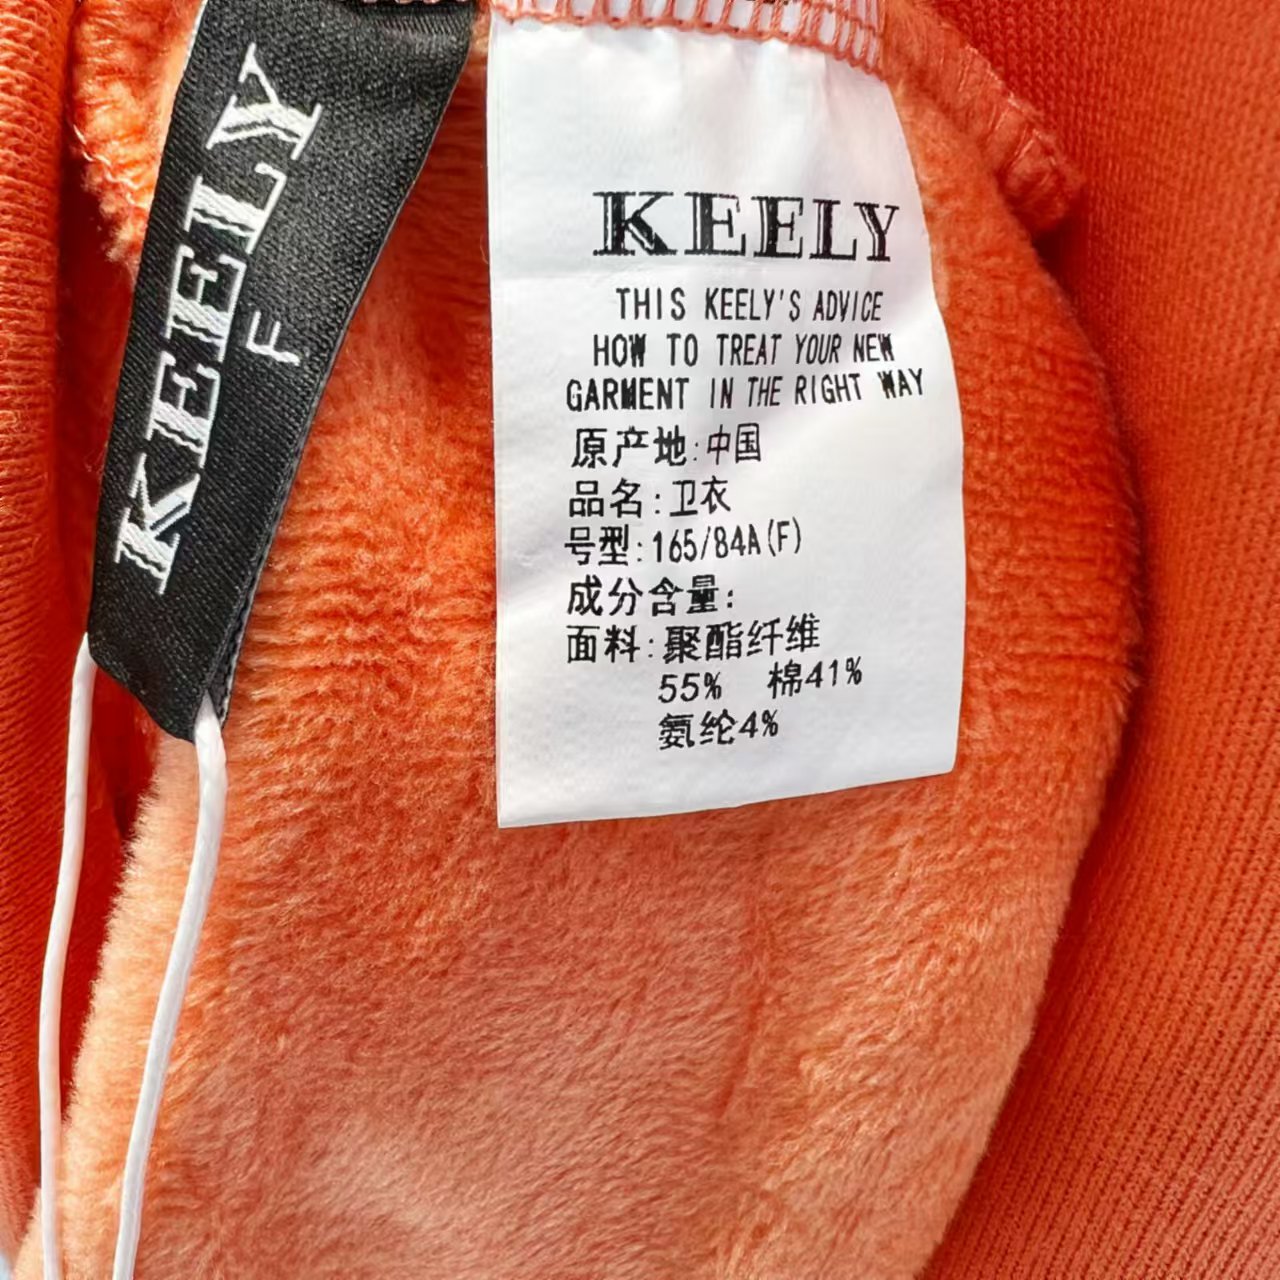 KEELY
F
KEELY
THIS KEELY'S ADVICE
HOW TO TREAT YOUR NEW
GARMENT IN THE RIGHT WAY
原产地:中国
品名:卫衣
号型:165/84A(F)
成分含量:
面料:聚酯纤维
55% 棉41%
氨纶4%